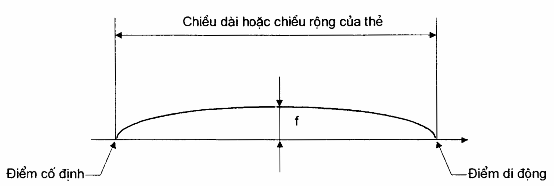 Chiều dài hoặc chiều rộng của thẻ
f
Điểm cố định
Điểm di động